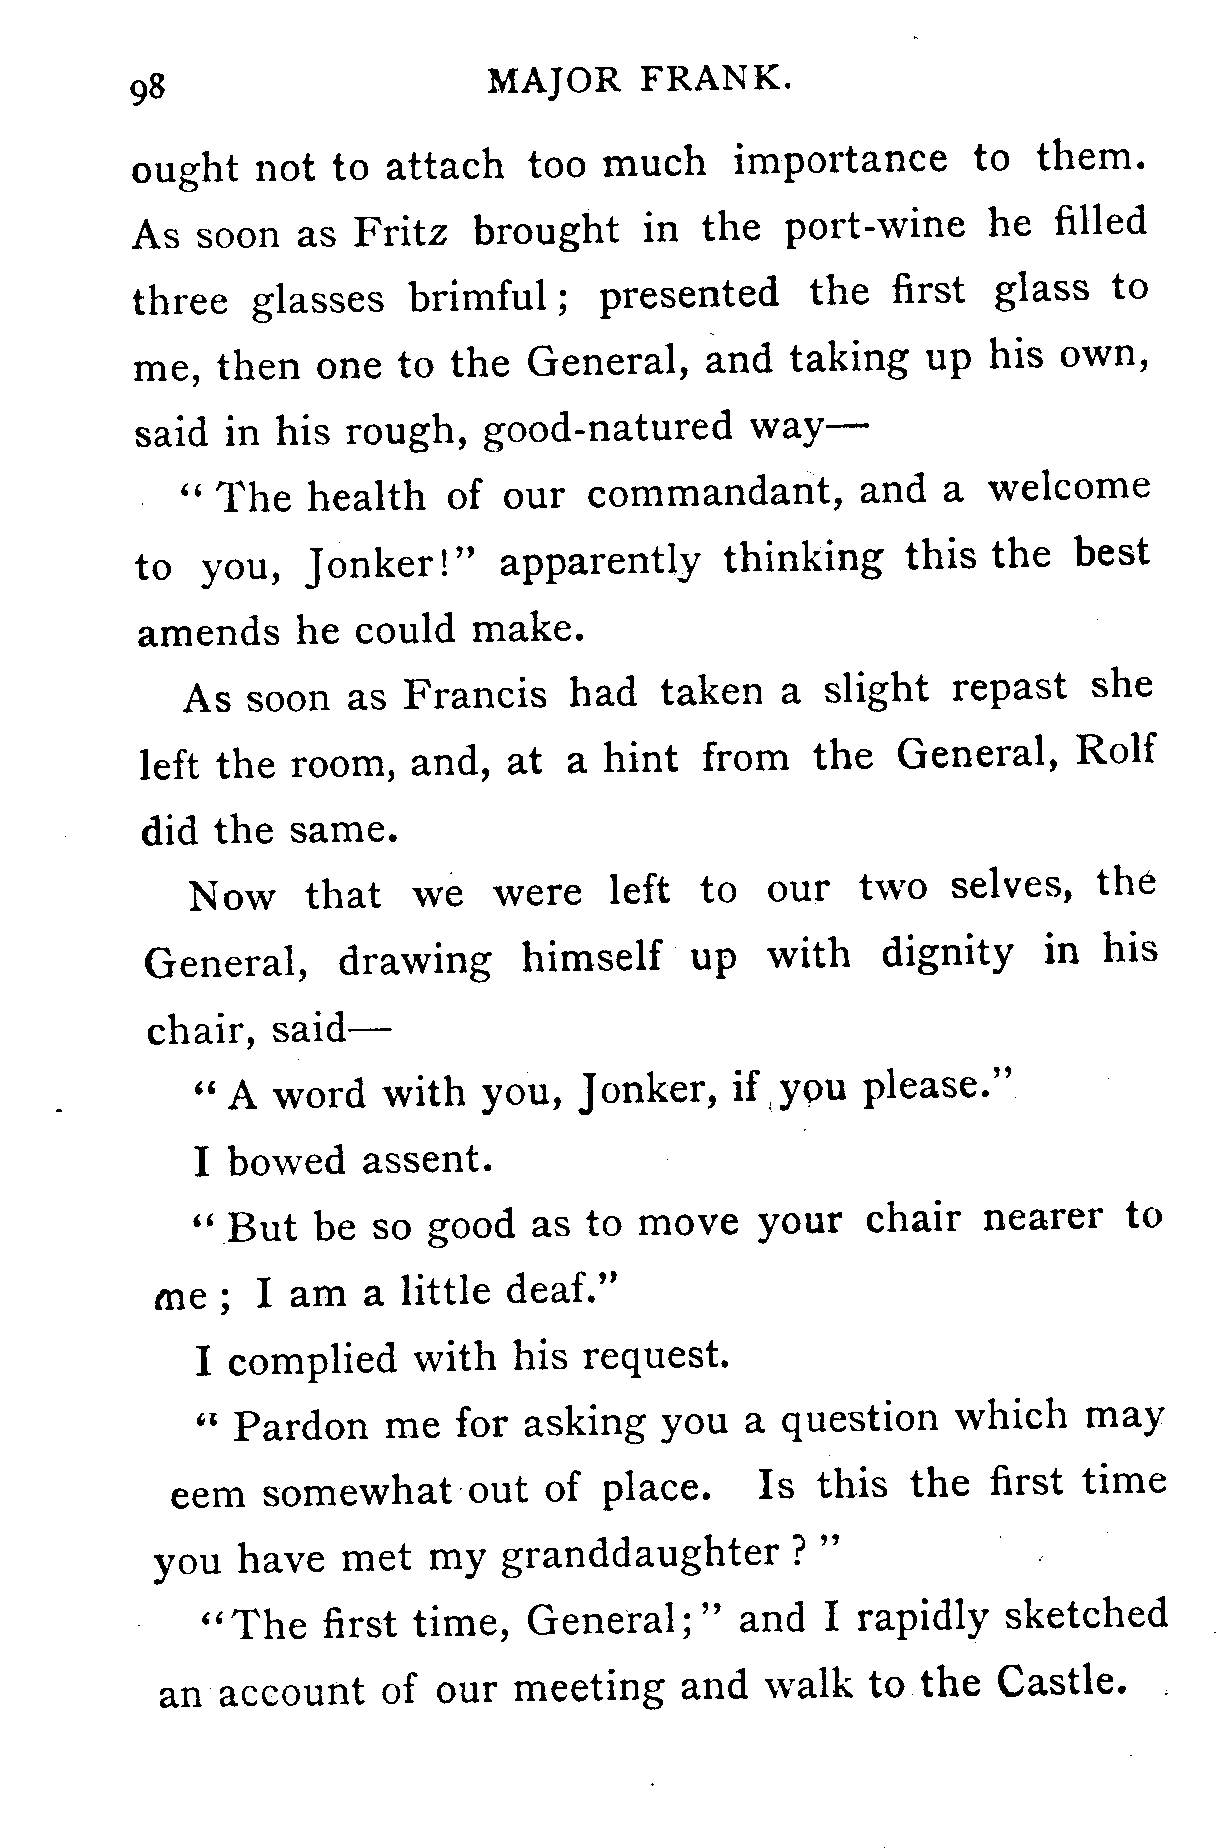 98 MAJOR FRANK.
ought not to attach too much importance to them.
As soon as Fritz brought in the port-wine he filled
three glasses brimful ; presented the first glass to
me, then one to the General, and taking up his own,
said in his rough, good-natured way—
“ The health of our commandant, and a welcome
to you, Jonker!” apparently thinking this the best
amends he could make.
As soon as Francis had taken a slight repast she
left the room, and, at a hint from the General, Rolf
did the same.
Now that we were left to our two selves, the
General, drawing himself up with dignity in his
chair, said—
“ A word with you, Jonker, if you please.”
I bowed assent.
“ But be so good as to move your chair nearer to
me ; I am a little deaf.”
I complied with his request.
“ Pardon me for asking you a question which may
eem somewhat out of place. Is this the first time
you have met my granddaughter ? ”
“The first time, General; ” and I rapidly sketched
an account of our meeting and walk to the Castle.